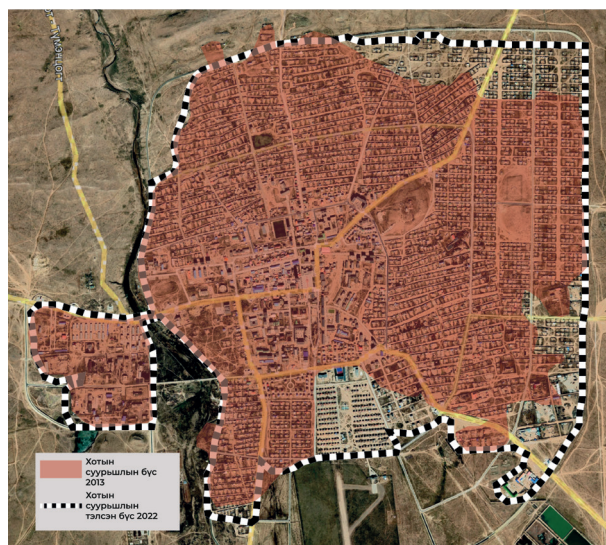 Хотын
суурьшлын бүс
2013
Хотын
суурьшлын
тэлсэн бүс 2022